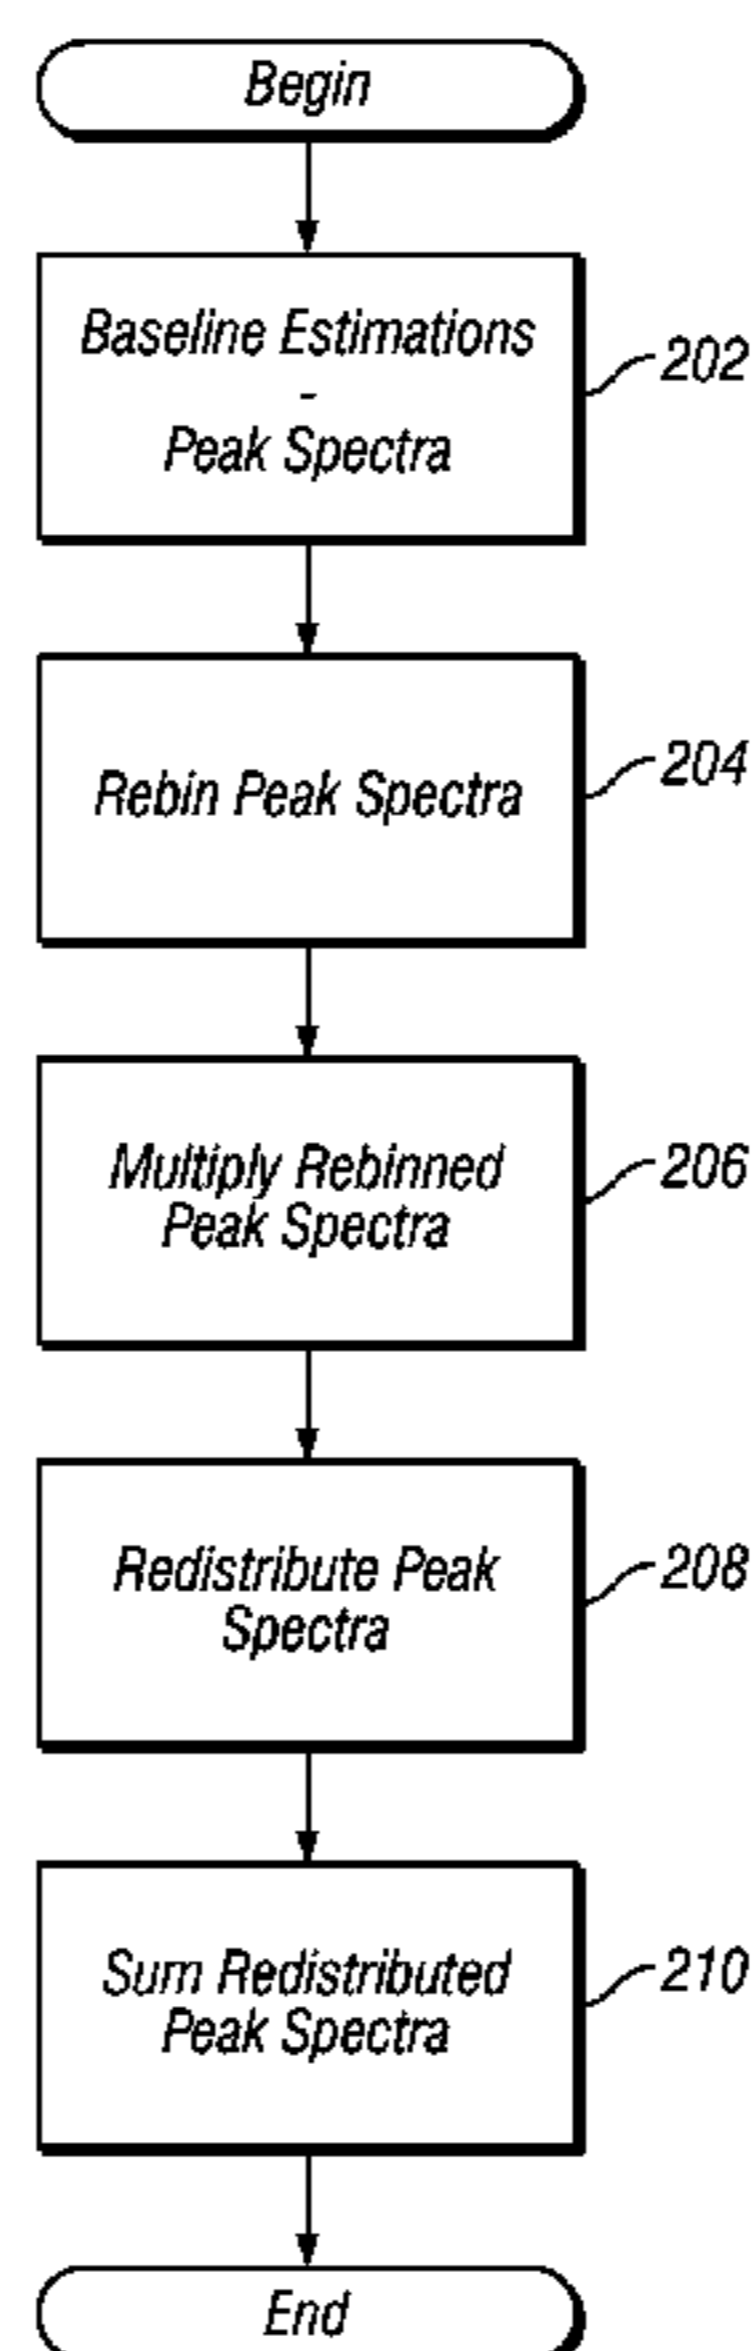 Begin
Baseline Estimations
-
Peak Spectra
202
Rebin Peak Spectra
204
Multiply Rebinned
Peak Spectra
206
Redistribute Peak
Spectra
208
Sum Redistributed
Peak Spectra
210
End